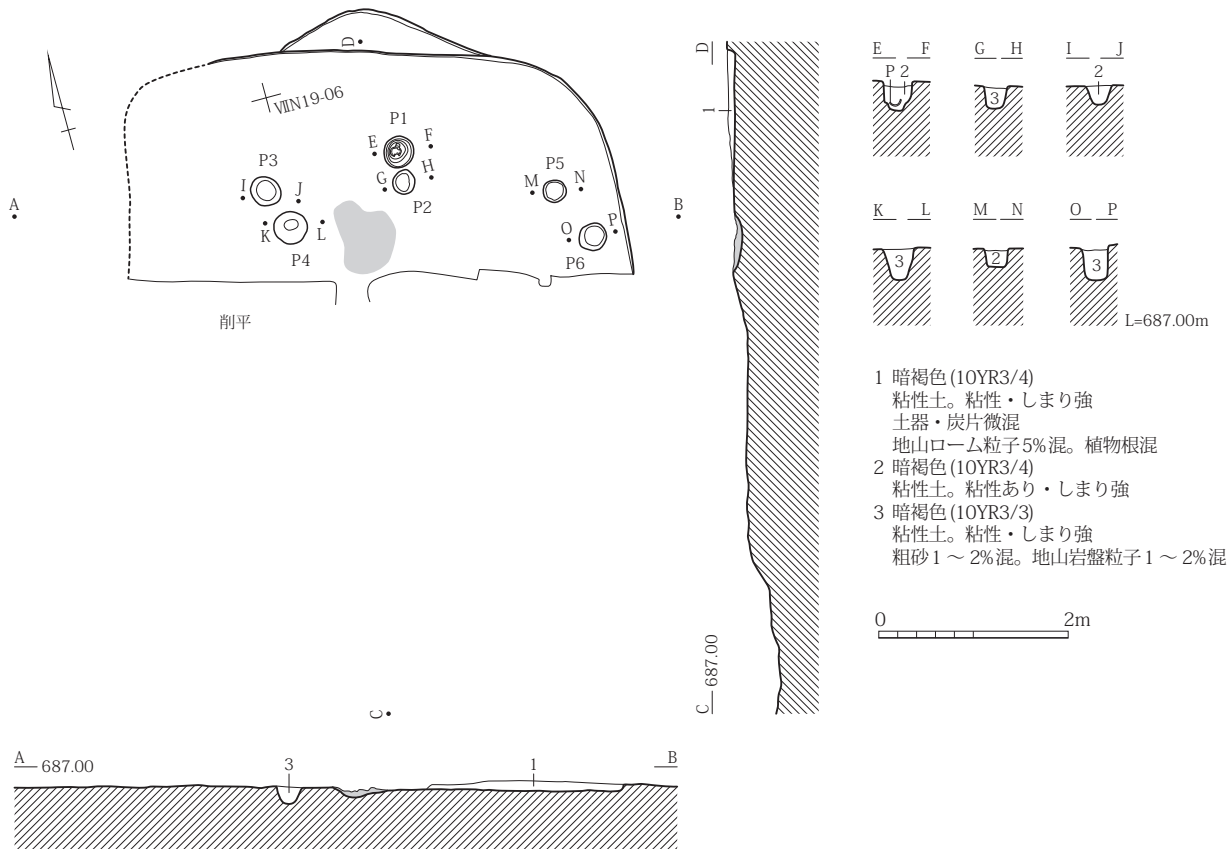 D
ⅧN19-06
P1
E
F
G
H
P2
P3
I
J
K
L
P4
P5
M
N
O
P
P6
A
B
削平
C
D
1
C 687.00
A 687.00
3
1
B
E F
P 2
G H
3
I J
2
K L
3
M N
2
O P
3
L=687.00m
1 暗褐色(10YR3/4)
粘性土。粘性・しまり強
土器・炭片微混
地山ローム粒子5%混。植物根混
2 暗褐色(10YR3/4)
粘性土。粘性あり・しまり強
3 暗褐色(10YR3/3)
粘性土。粘性・しまり強
粗砂1～2%混。地山岩盤粒子1～2%混
0 2m